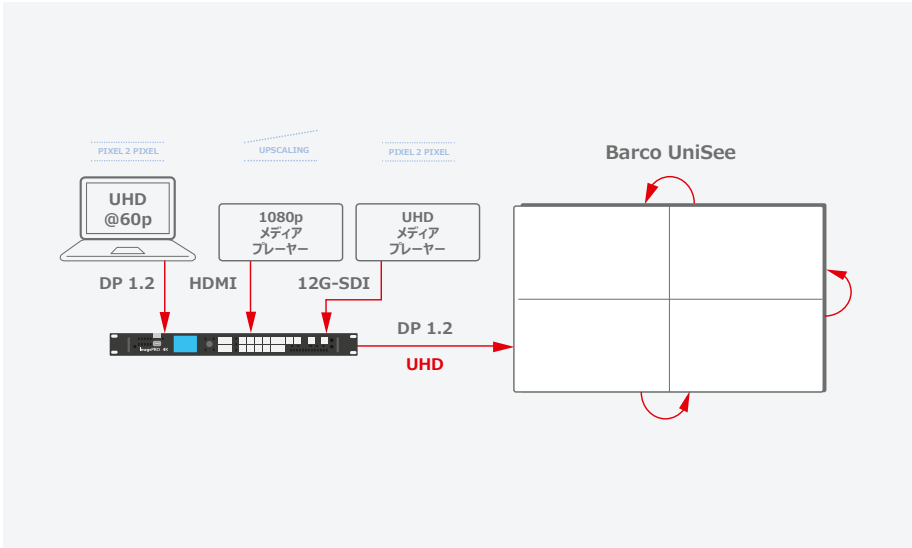 PIXEL 2 PIXEL
UPSCALING
PIXEL 2 PIXEL
Barco UniSee
UHD
@60p
1080p
メディア
プレーヤー
UHD
メディア
プレーヤー
DP 1.2
HDMI
12G-SDI
DP 1.2
UHD
ImagePRO 4K